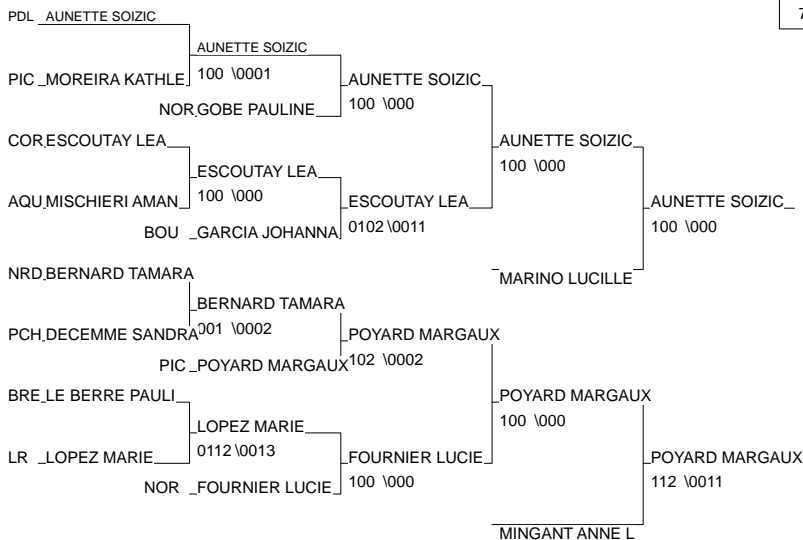 7
PDL AUNETTE SOIZIC
AUNETTE SOIZIC
PIC MOREIRA KATHLE
100 \0001
AUNETTE SOIZIC
NOR GOBE PAULINE
100 \000
COR ESCOUTAY LEA
AUNETTE SOIZIC
100 \000
ESCOUTAY LEA
AQU MISCHIERI AMAN
100 \000
ESCOUTAY LEA
AUNETTE SOIZIC
BOU GARCIA JOHANNA
0102 \0011
100 \000
NRD BERNARD TAMARA
MARINO LUCILLE
BERNARD TAMARA
PCH DECEMME SANDRA
001 \0002
POYARD MARGAUX
PIC POYARD MARGAUX
102 \0002
BRE LE BERRE PAULI
POYARD MARGAUX
100 \000
LOPEZ MARIE
LR LOPEZ MARIE
0112 \0013
FOURNIER LUCIE
POYARD MARGAUX
NOR FOURNIER LUCIE
100 \000
112 \0011
MINGANT ANNE L